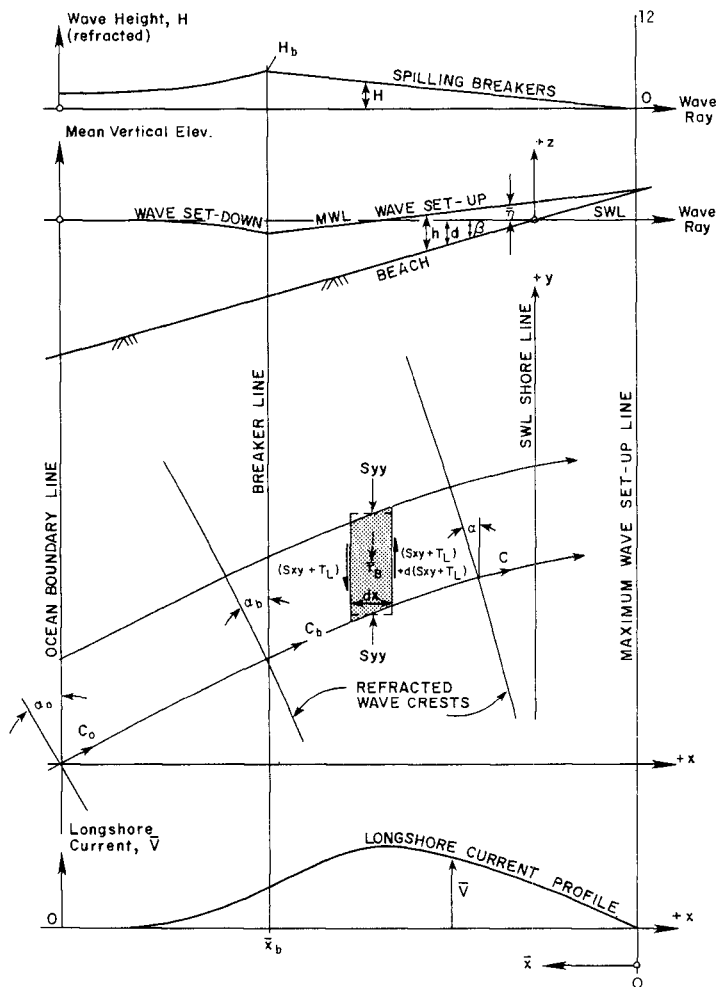 Wave Height, H
(refracted)
12
H_b
SPILLING BREAKERS
H
O
Wave
Ray
Mean Vertical Elev.
+z
WAVE SET-DOWN
MWL
WAVE SET-UP
η
SWL
Wave
Ray
h
d
β
BEACH
+y
OCEAN BOUNDARY LINE
BREAKER LINE
SWL SHORE LINE
MAXIMUM WAVE SET-UP LINE
Syy
(Sxy + T_L)
T_B
(Sxy + T_L)
+d(Sxy + T_L)
dx
α
C
α_b
C_b
Syy
REFRACTED
WAVE CRESTS
α_o
C_o
+x
Longshore
Current, V̄
LONGSHORE CURRENT PROFILE
V̄
O
x̄_b
+x
x̄
O